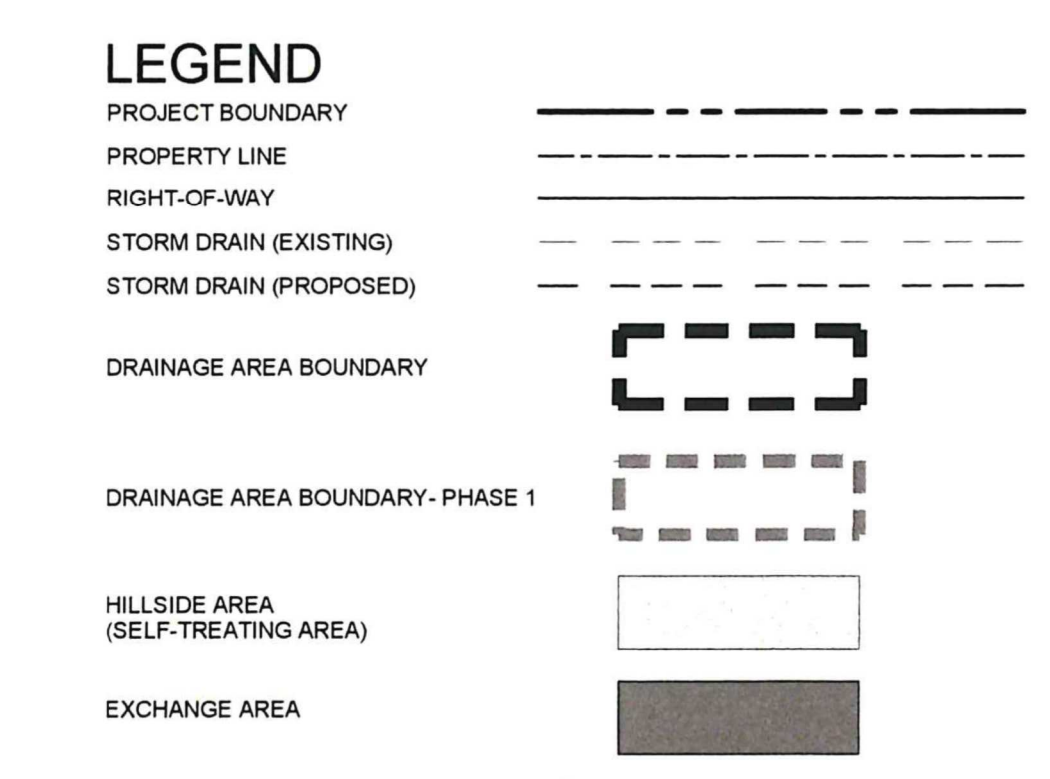 LEGEND
PROJECT BOUNDARY
PROPERTY LINE
RIGHT-OF-WAY
STORM DRAIN (EXISTING)
STORM DRAIN (PROPOSED)
DRAINAGE AREA BOUNDARY
DRAINAGE AREA BOUNDARY- PHASE 1
HILLSIDE AREA
(SELF-TREATING AREA)
EXCHANGE AREA